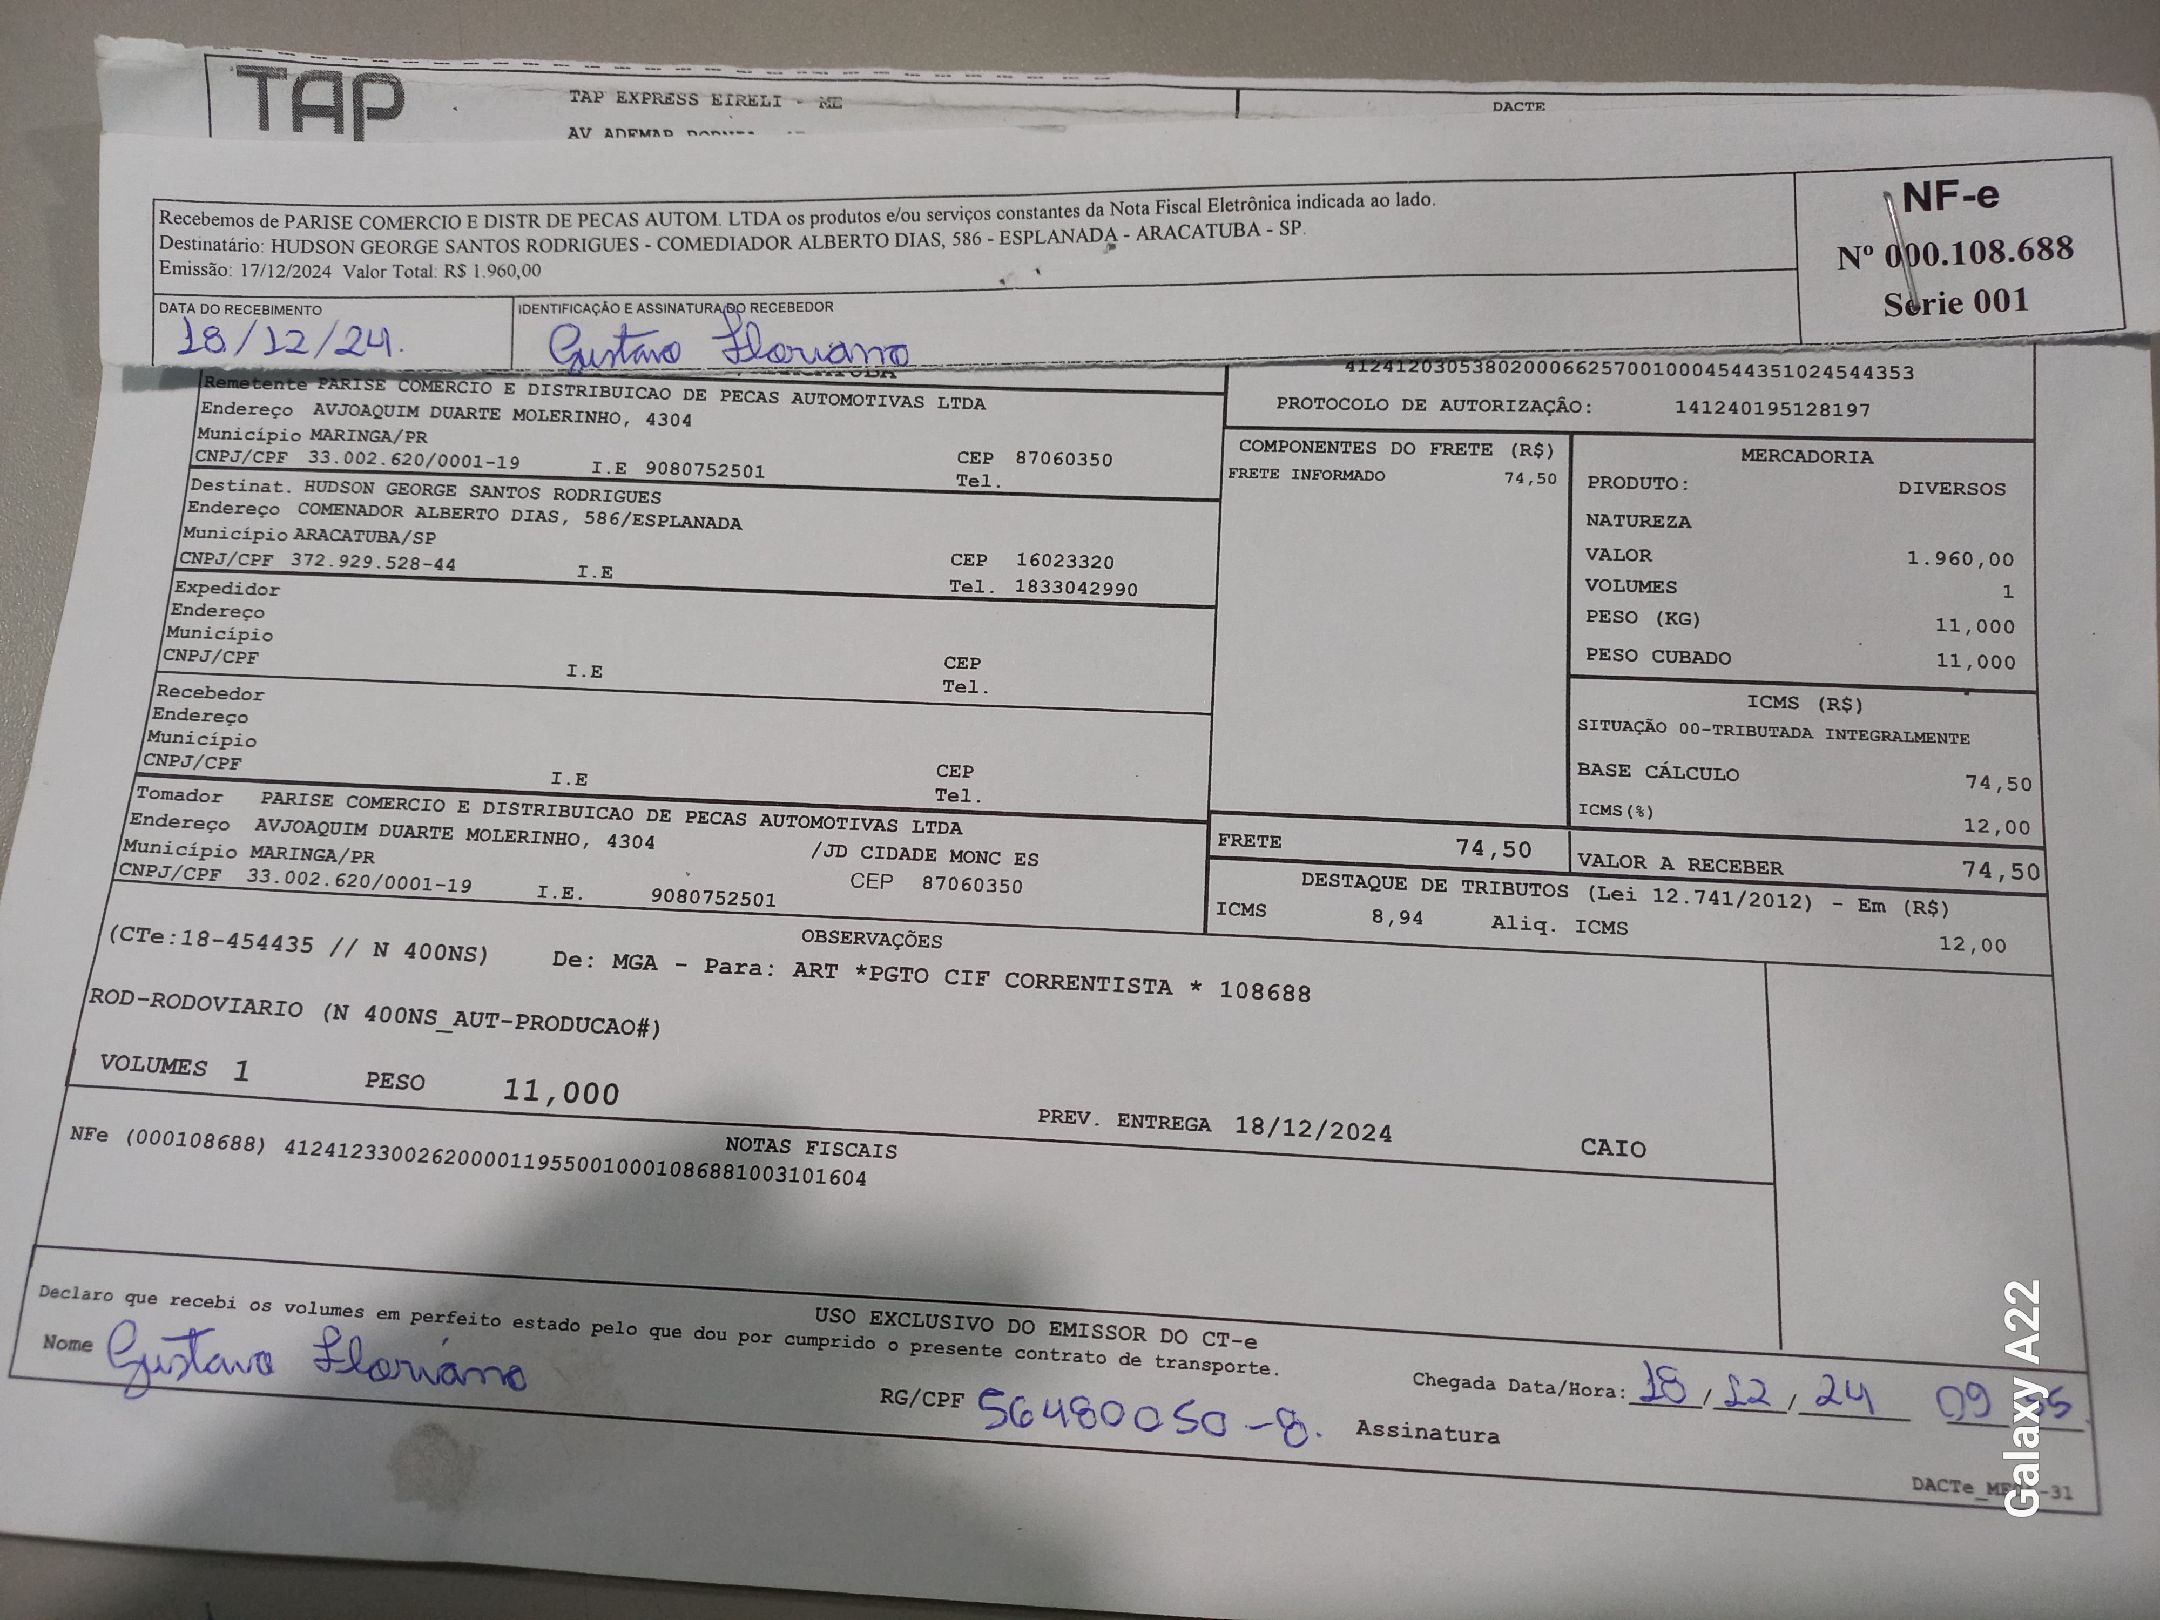 TAP
TAP EXPRESS EIRELI - ME
DACTE
AV ADEMAR
Recebemos de PARISE COMERCIO E DISTR DE PECAS AUTOM. LTDA os produtos e/ou serviços constantes da Nota Fiscal Eletrônica indicada ao lado.
Destinatário: HUDSON GEORGE SANTOS RODRIGUES - COMEDIADOR ALBERTO DIAS, 586 - ESPLANADA - ARACATUBA - SP.
Emissão: 17/12/2024 Valor Total: R$ 1.960,00
NF-e
Nº 000.108.688
Série 001
DATA DO RECEBIMENTO
18/12/24.
IDENTIFICAÇÃO E ASSINATURA DO RECEBEDOR
Gustavo Floriano
41241203053802000662570010004544351024544353
PROTOCOLO DE AUTORIZAÇÃO: 141240195128197
Remetente PARISE COMERCIO E DISTRIBUICAO DE PECAS AUTOMOTIVAS LTDA
Endereço AVJOAQUIM DUARTE MOLERINHO, 4304
Município MARINGA/PR
CNPJ/CPF 33.002.620/0001-19 I.E 9080752501 CEP 87060350
Tel.
Destinat. HUDSON GEORGE SANTOS RODRIGUES
Endereço COMENADOR ALBERTO DIAS, 586/ESPLANADA
Município ARACATUBA/SP
CNPJ/CPF 372.929.528-44 I.E CEP 16023320
Tel. 1833042990
Expedidor
Endereço
Município
CNPJ/CPF I.E CEP
Tel.
Recebedor
Endereço
Município
CNPJ/CPF I.E CEP
Tel.
Tomador PARISE COMERCIO E DISTRIBUICAO DE PECAS AUTOMOTIVAS LTDA
Endereço AVJOAQUIM DUARTE MOLERINHO, 4304 /JD CIDADE MONC ES
Município MARINGA/PR CEP 87060350
CNPJ/CPF 33.002.620/0001-19 I.E. 9080752501
COMPONENTES DO FRETE (R$)
FRETE INFORMADO 74,50
MERCADORIA
PRODUTO: DIVERSOS
NATUREZA
VALOR 1.960,00
VOLUMES 1
PESO (KG) 11,000
PESO CUBADO 11,000
ICMS (R$)
SITUAÇÃO 00-TRIBUTADA INTEGRALMENTE
BASE CÁLCULO 74,50
ICMS(%) 12,00
FRETE 74,50
VALOR A RECEBER 74,50
DESTAQUE DE TRIBUTOS (Lei 12.741/2012) - Em (R$)
ICMS 8,94 Aliq. ICMS 12,00
OBSERVAÇÕES
(CTe:18-454435 // N 400NS) De: MGA - Para: ART *PGTO CIF CORRENTISTA * 108688
ROD-RODOVIARIO (N 400NS_AUT-PRODUCAO#)
VOLUMES 1 PESO 11,000
PREV. ENTREGA 18/12/2024 CAIO
NOTAS FISCAIS
NFe (000108688) 41241233002620000119550010001086881003101604
USO EXCLUSIVO DO EMISSOR DO CT-e
Declaro que recebi os volumes em perfeito estado pelo que dou por cumprido o presente contrato de transporte.
Nome Gustavo Floriano
RG/CPF 56480050-8.
Assinatura
Chegada Data/Hora: 18/12/24 09
Galaxy A22